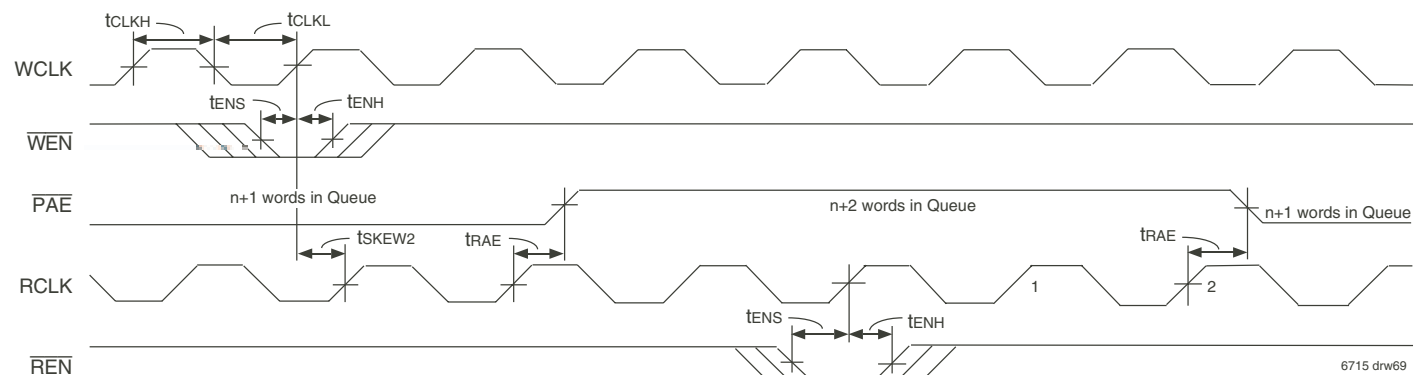 tCLKH tCLKL
WCLK
tENS tENH
WEN
PAE
n+1 words in Queue
n+2 words in Queue
n+1 words in Queue
tSKEW2 tRAE tRAE
RCLK
1 2
tENS tENH
REN
6715 drw69